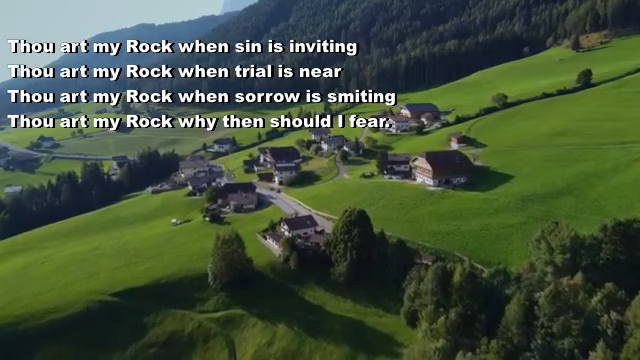 Thou art my Rock when sin is inviting
Thou art my Rock when trial is near
Thou art my Rock when sorrow is smiting
Thou art my Rock why then should I fear.